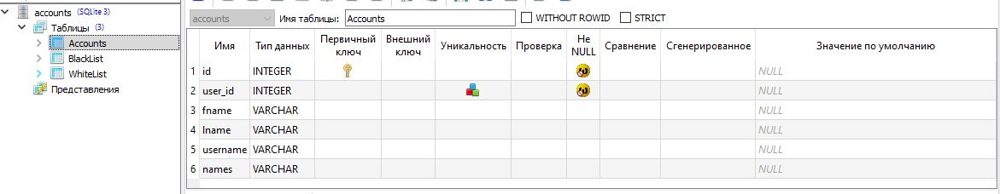 accounts (SQLite 3)
Таблицы (3)
Accounts
BlackList
WhiteList
Представления
accounts Имя таблицы: Accounts WITHOUT ROWID STRICT
Имя Тип данных Первичный ключ Внешний ключ Уникальность Проверка Не NULL Сравнение Сгенерированное Значение по умолчанию
1 id INTEGER NULL
2 user_id INTEGER NULL
3 fname VARCHAR NULL
4 lname VARCHAR NULL
5 username VARCHAR NULL
6 names VARCHAR NULL